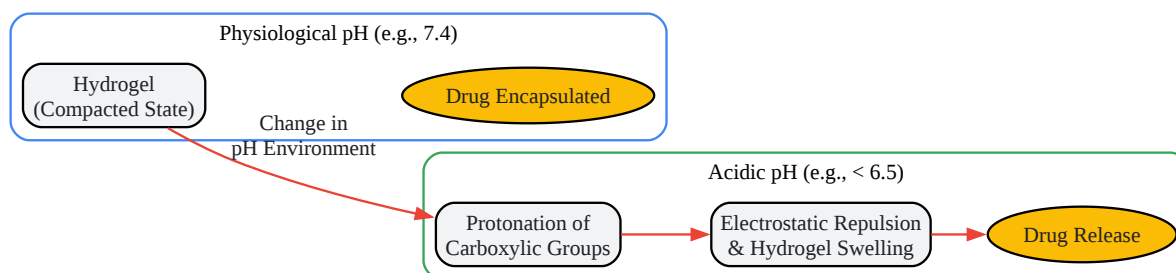 Physiological pH (e.g., 7.4)
Hydrogel
(Compacted State)
Drug Encapsulated
Change in
pH Environment
Acidic pH (e.g., < 6.5)
Protonation of
Carboxylic Groups
Electrostatic Repulsion
& Hydrogel Swelling
Drug Release